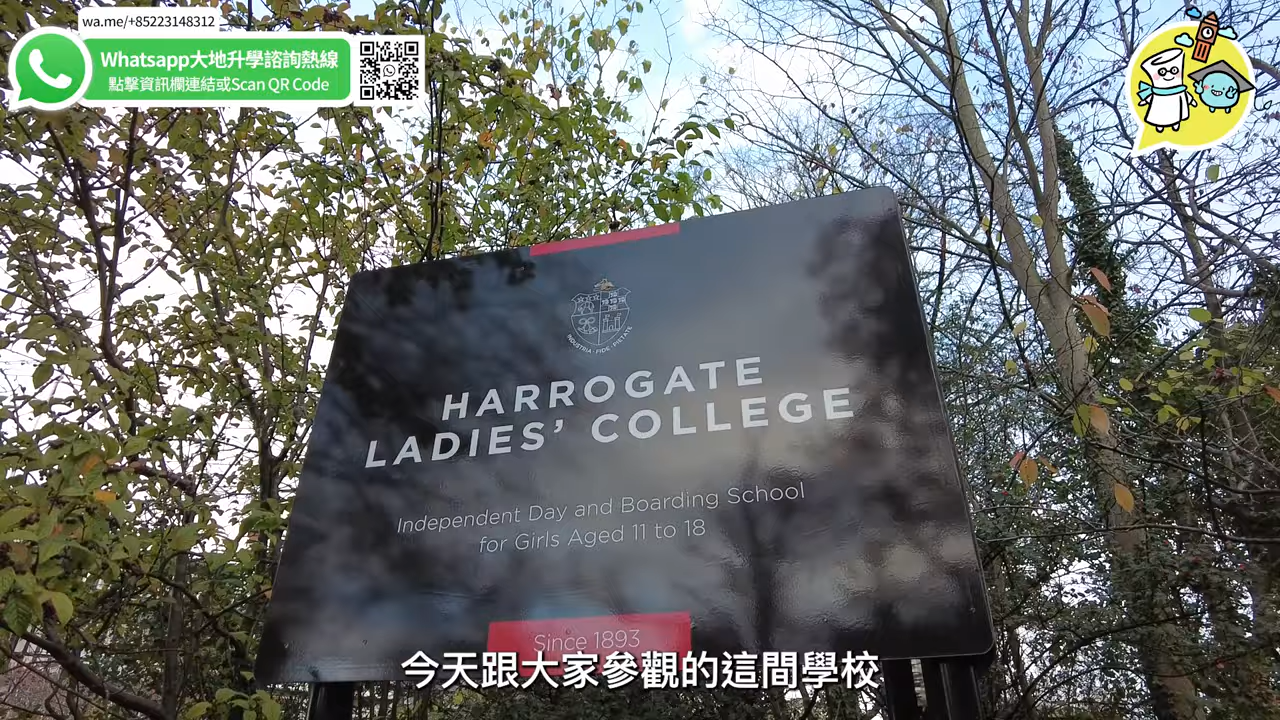 wa.me/+85223148312
Whatsapp大地升學諮詢熱線
點擊資訊欄連結或Scan QR Code
INDUSTRIA · FIDE · PIETATE
HARROGATE
LADIES' COLLEGE
Independent Day and Boarding School
for Girls Aged 11 to 18
Since 1893
今天跟大家參觀的這間學校